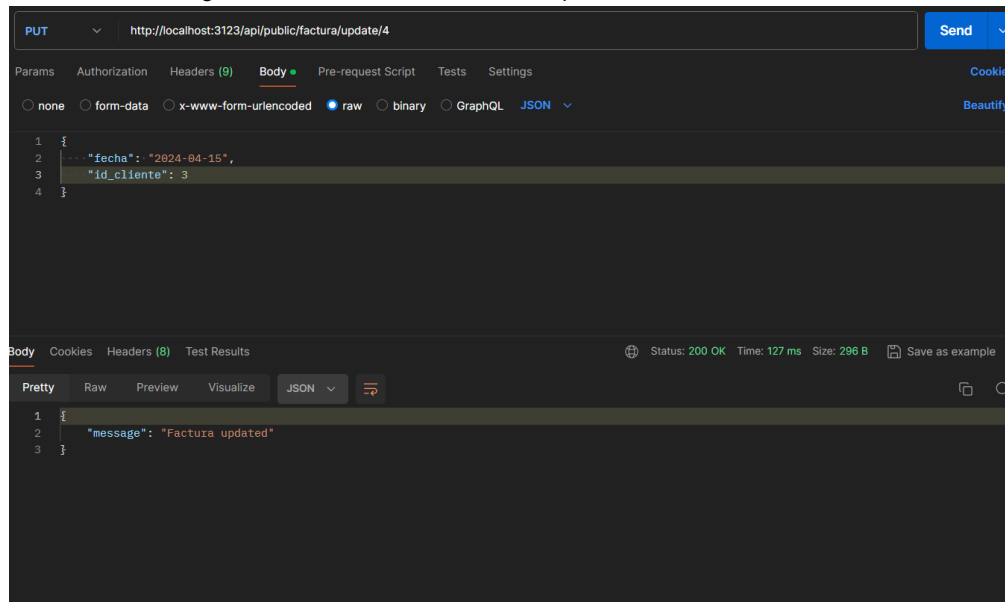 PUT http://localhost:3123/api/public/factura/update/4 Send
Params Authorization Headers (9) Body Pre-request Script Tests Settings
none form-data x-www-form-urlencoded raw binary GraphQL JSON Beautify
1 {
2 "fecha": "2024-04-15",
3 "id_cliente": 3
4 }
Body Cookies Headers (8) Test Results Status: 200 OK Time: 127 ms Size: 296 B Save as example
Pretty Raw Preview Visualize JSON
1 {
2 "message": "Factura updated"
3 }